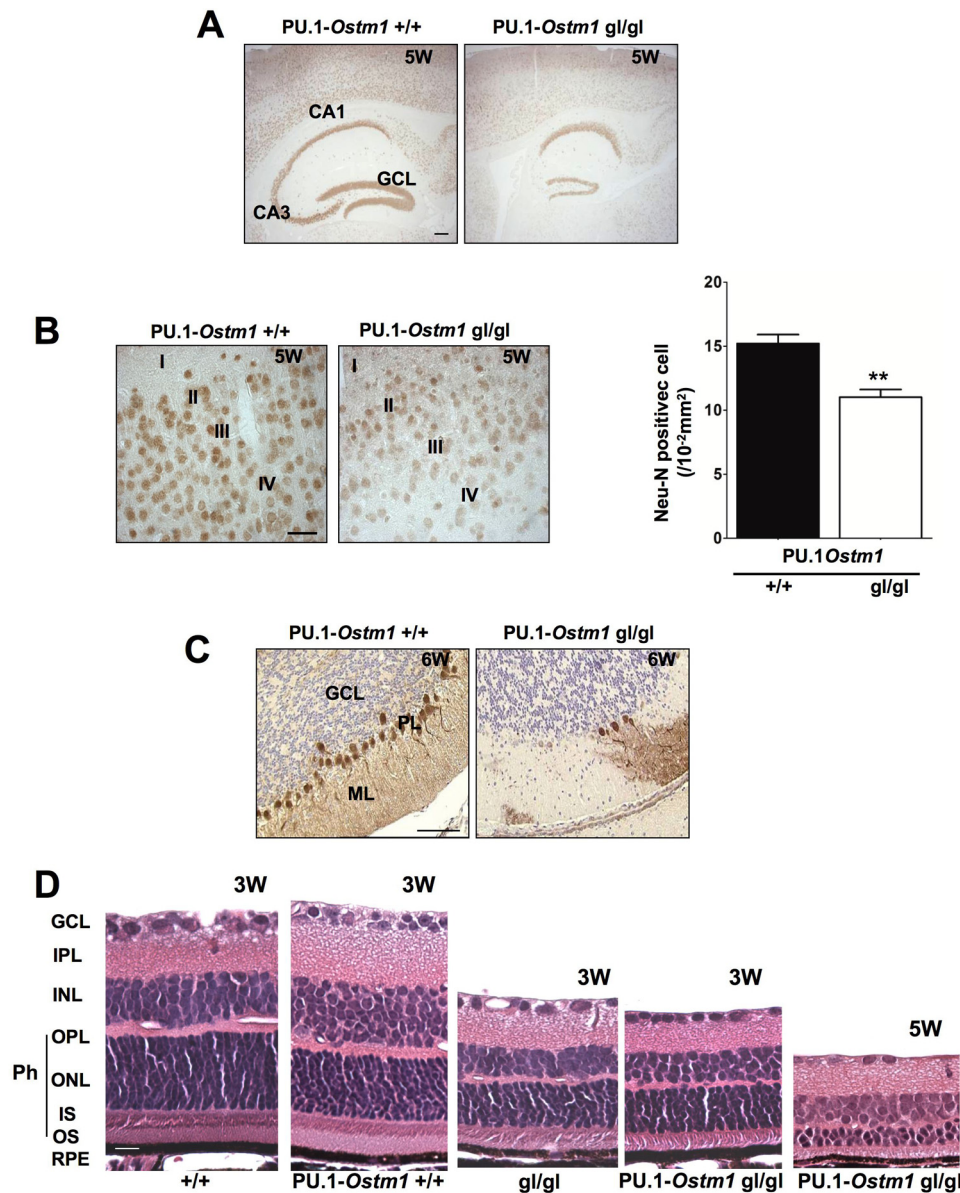 A
PU.1-Ostm1 +/+ PU.1-Ostm1 gl/gl
5W 5W
CA1
GCL
CA3
B
PU.1-Ostm1 +/+ PU.1-Ostm1 gl/gl
5W 5W
I I
II II
III III
IV IV
Neu-N positivec cell
(/10-2mm2)
20
15
10
5
0
**
PU.1Ostm1
+/+ gl/gl
C
PU.1-Ostm1 +/+ PU.1-Ostm1 gl/gl
6W 6W
GCL
PL
ML
D
3W 3W 3W 3W 5W
GCL
IPL
INL
OPL
Ph
ONL
IS
OS
RPE
+/+ PU.1-Ostm1 +/+ gl/gl PU.1-Ostm1 gl/gl PU.1-Ostm1 gl/gl